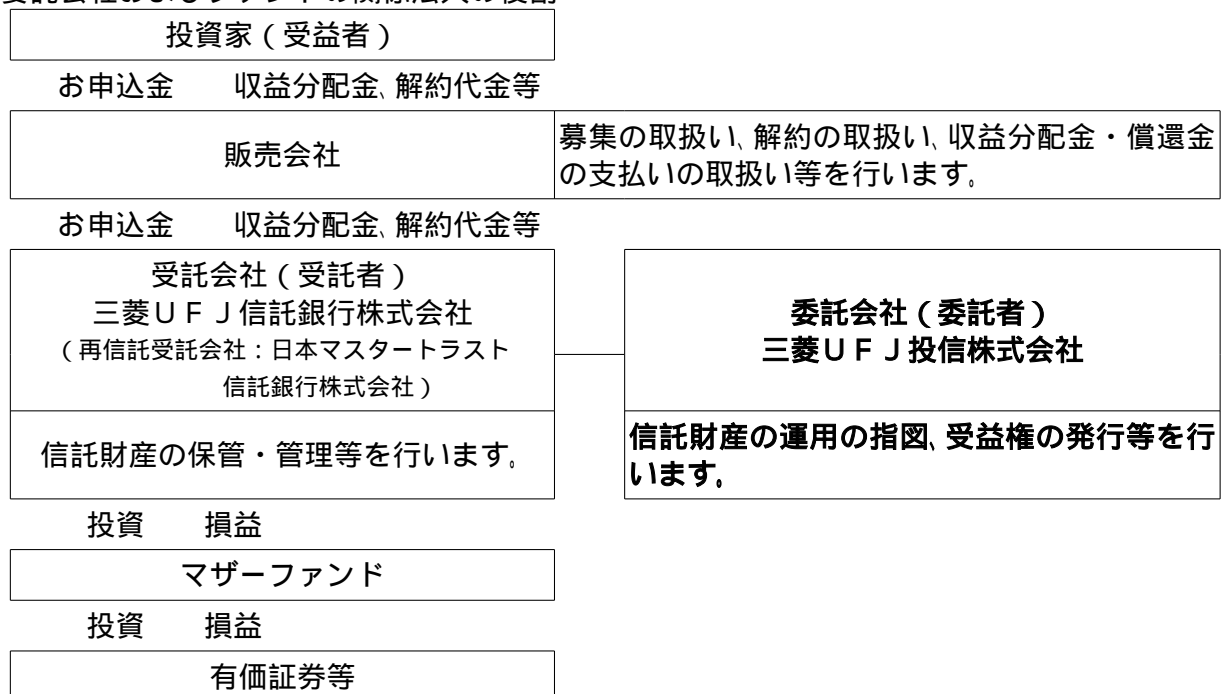 投資家（受益者）
お申込金　収益分配金、解約代金等
販売会社
募集の取扱い、解約の取扱い、収益分配金・償還金
の支払いの取扱い等を行います。
お申込金　収益分配金、解約代金等
受託会社（受託者）
三菱ＵＦＪ信託銀行株式会社
（再信託受託会社：日本マスタートラスト
信託銀行株式会社）
委託会社（委託者）
三菱ＵＦＪ投信株式会社
信託財産の保管・管理等を行います。
信託財産の運用の指図、受益権の発行等を行
います。
投資　損益
マザーファンド
投資　損益
有価証券等